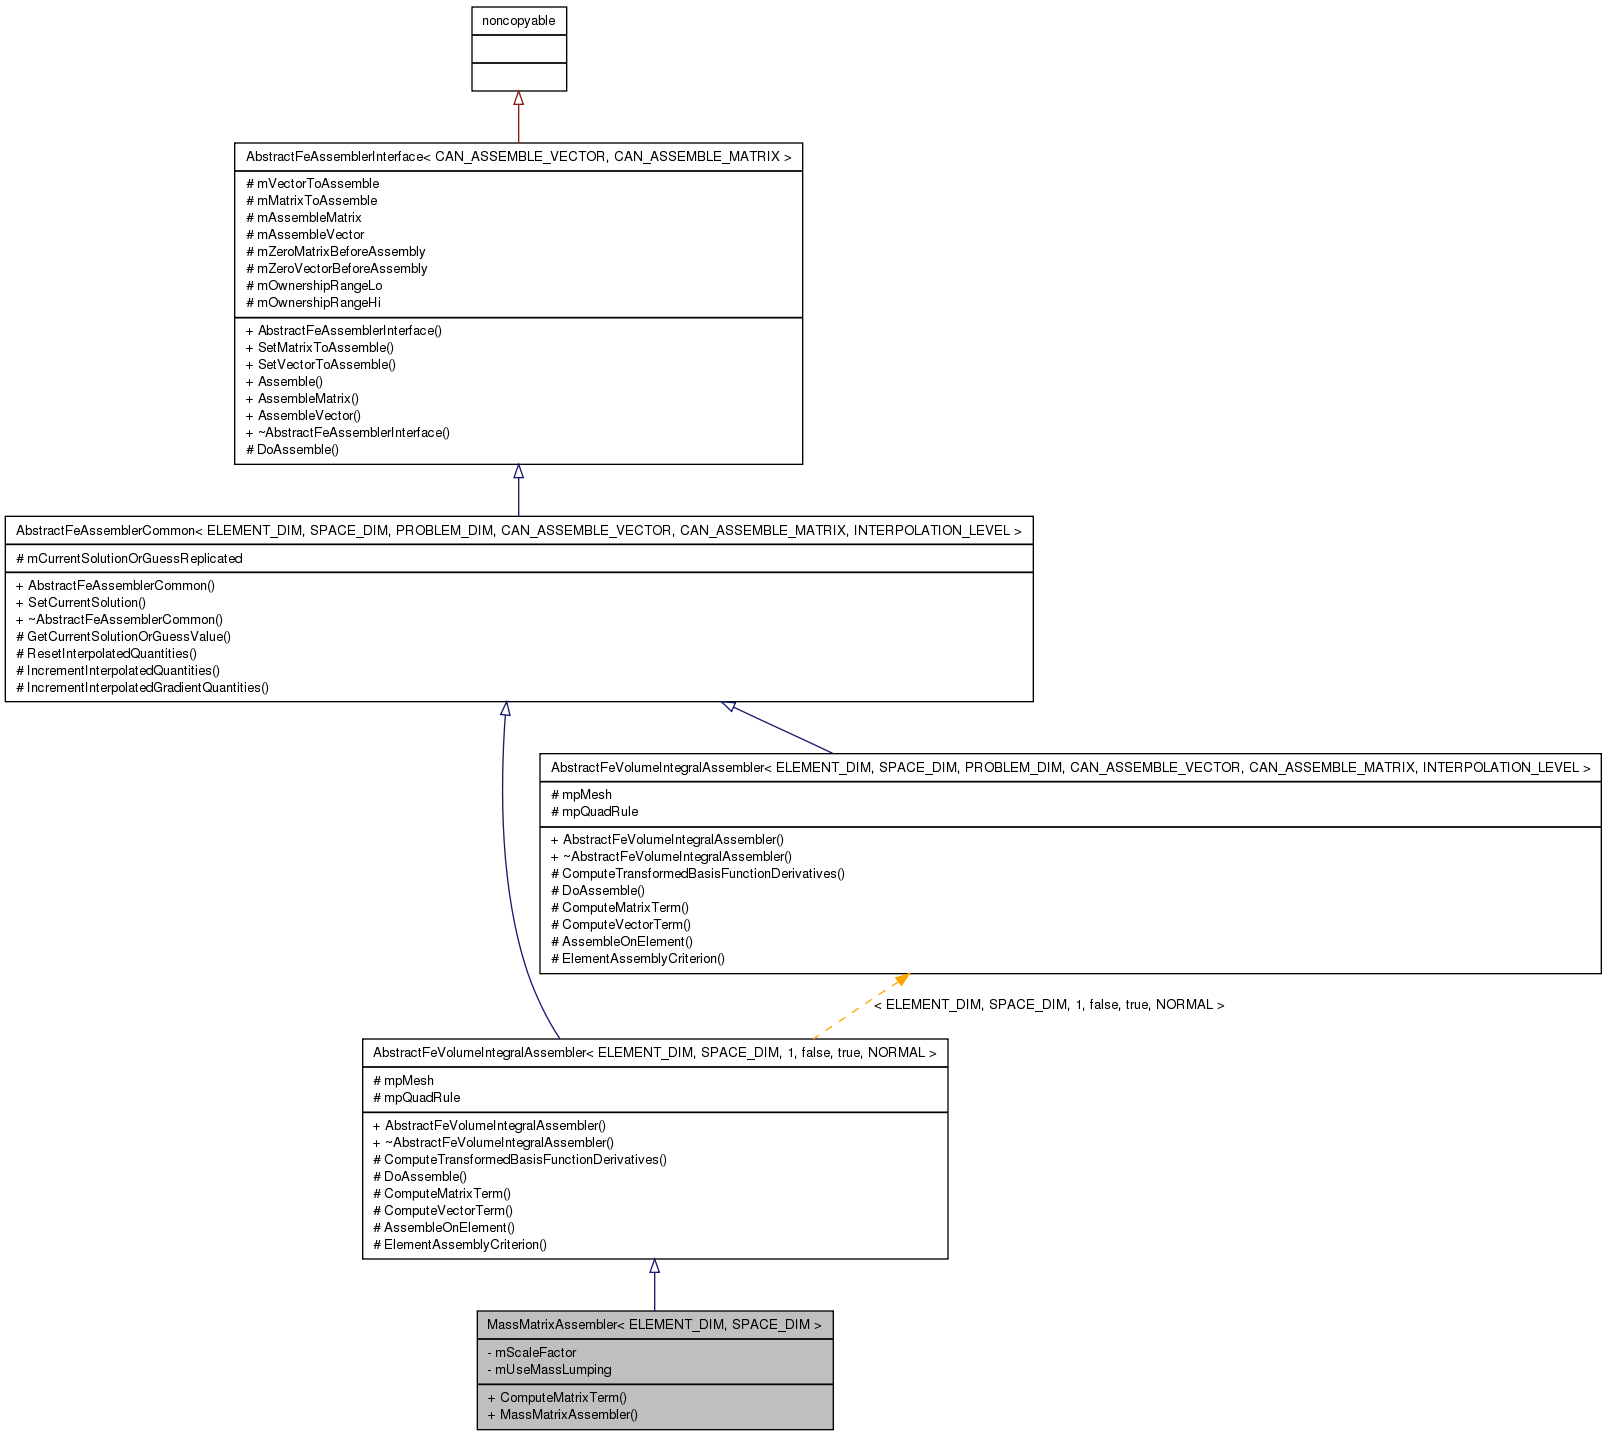 noncopyable
AbstractFeAssemblerInterface< CAN_ASSEMBLE_VECTOR, CAN_ASSEMBLE_MATRIX >
# mVectorToAssemble
# mMatrixToAssemble
# mAssembleMatrix
# mAssembleVector
# mZeroMatrixBeforeAssembly
# mZeroVectorBeforeAssembly
# mOwnershipRangeLo
# mOwnershipRangeHi
+ AbstractFeAssemblerInterface()
+ SetMatrixToAssemble()
+ SetVectorToAssemble()
+ Assemble()
+ AssembleMatrix()
+ AssembleVector()
+ ~AbstractFeAssemblerInterface()
# DoAssemble()
AbstractFeAssemblerCommon< ELEMENT_DIM, SPACE_DIM, PROBLEM_DIM, CAN_ASSEMBLE_VECTOR, CAN_ASSEMBLE_MATRIX, INTERPOLATION_LEVEL >
# mCurrentSolutionOrGuessReplicated
+ AbstractFeAssemblerCommon()
+ SetCurrentSolution()
+ ~AbstractFeAssemblerCommon()
# GetCurrentSolutionOrGuessValue()
# ResetInterpolatedQuantities()
# IncrementInterpolatedQuantities()
# IncrementInterpolatedGradientQuantities()
AbstractFeVolumeIntegralAssembler< ELEMENT_DIM, SPACE_DIM, PROBLEM_DIM, CAN_ASSEMBLE_VECTOR, CAN_ASSEMBLE_MATRIX, INTERPOLATION_LEVEL >
# mpMesh
# mpQuadRule
+ AbstractFeVolumeIntegralAssembler()
+ ~AbstractFeVolumeIntegralAssembler()
# ComputeTransformedBasisFunctionDerivatives()
# DoAssemble()
# ComputeMatrixTerm()
# ComputeVectorTerm()
# AssembleOnElement()
# ElementAssemblyCriterion()
< ELEMENT_DIM, SPACE_DIM, 1, false, true, NORMAL >
AbstractFeVolumeIntegralAssembler< ELEMENT_DIM, SPACE_DIM, 1, false, true, NORMAL >
# mpMesh
# mpQuadRule
+ AbstractFeVolumeIntegralAssembler()
+ ~AbstractFeVolumeIntegralAssembler()
# ComputeTransformedBasisFunctionDerivatives()
# DoAssemble()
# ComputeMatrixTerm()
# ComputeVectorTerm()
# AssembleOnElement()
# ElementAssemblyCriterion()
MassMatrixAssembler< ELEMENT_DIM, SPACE_DIM >
- mScaleFactor
- mUseMassLumping
+ ComputeMatrixTerm()
+ MassMatrixAssembler()